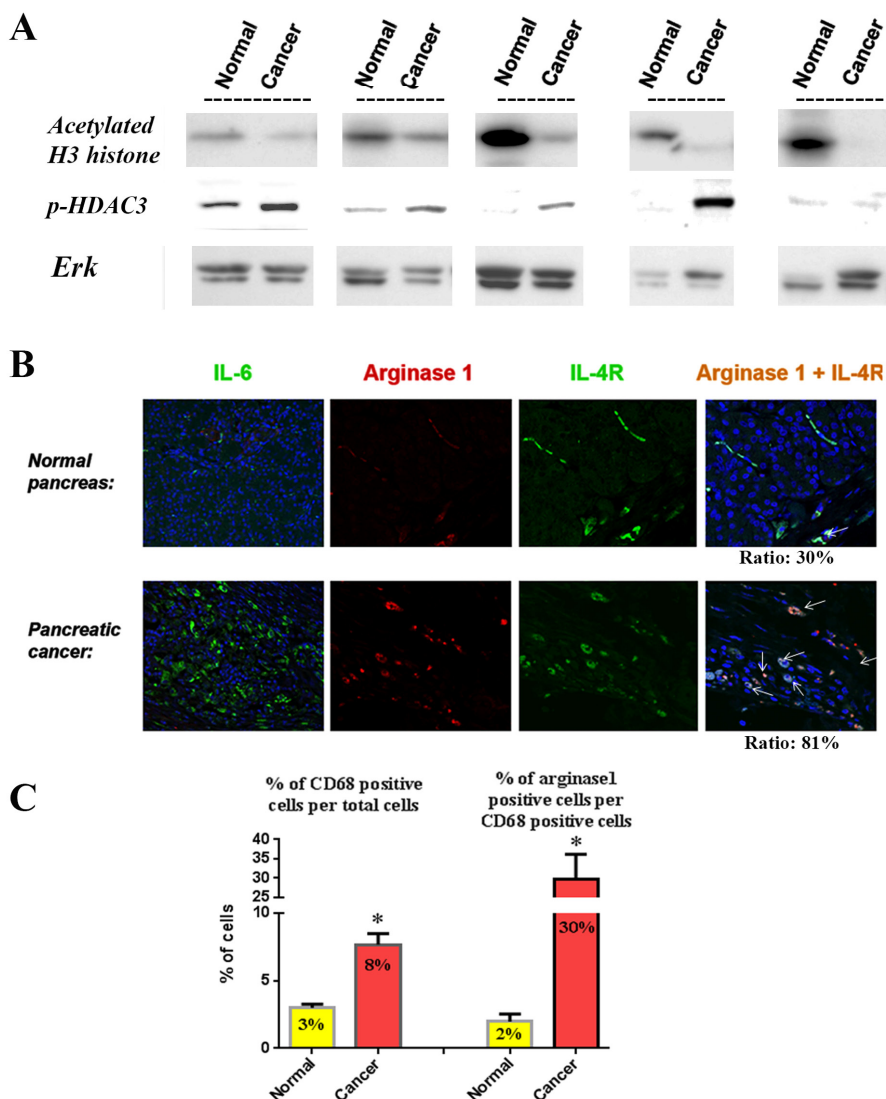 A
Normal Cancer Normal Cancer Normal Cancer Normal Cancer Normal Cancer
Acetylated
H3 histone
p-HDAC3
Erk
B
IL-6 Arginase 1 IL-4R Arginase 1 + IL-4R
Normal
pancreas:
Ratio: 30%
Pancreatic
cancer:
Ratio: 81%
C
% of CD68 positive
cells per total cells
% of arginase1
positive cells per
CD68 positive cells
% of cells
40
35
30
25
10
5
0
*
8%
3%
*
30%
2%
Normal Cancer Normal Cancer